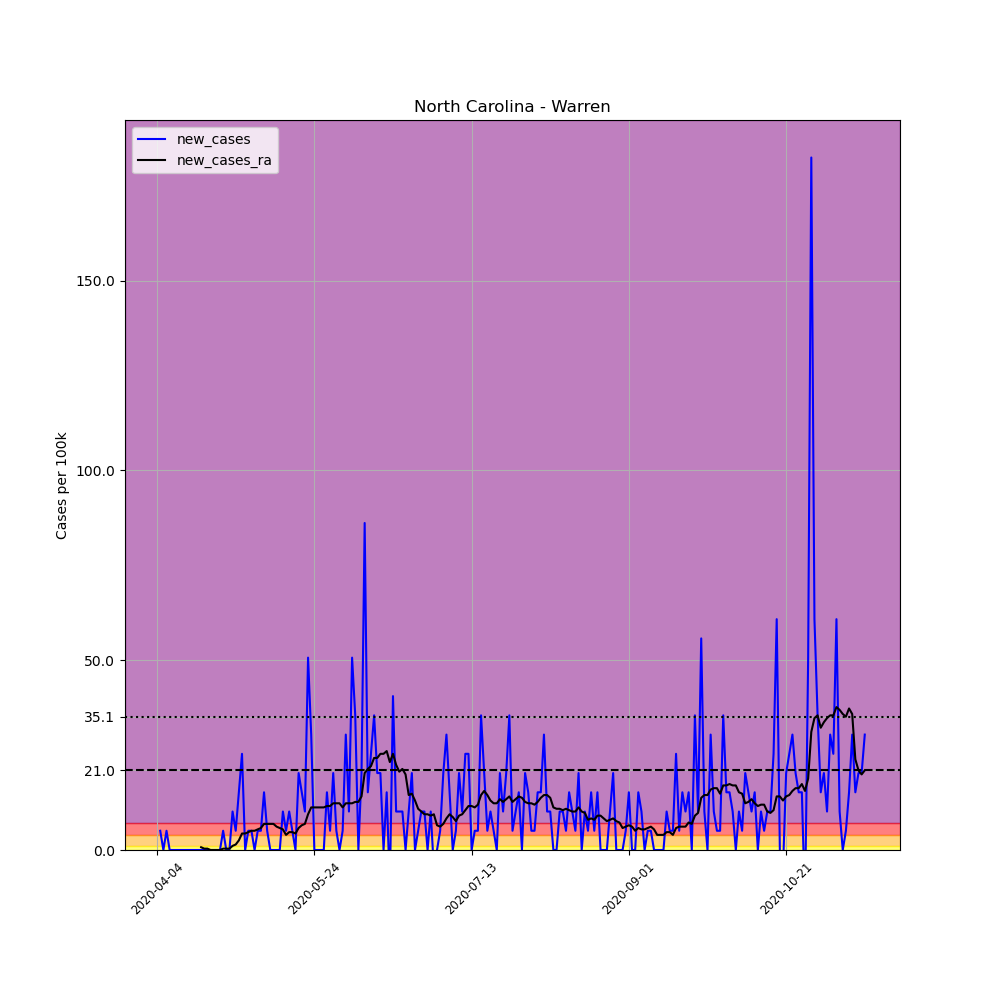 North Carolina - Warren
new_cases
new_cases_ra
Cases per 100k
150.0
100.0
50.0
35.1
21.0
0.0
2020-04-04
2020-05-24
2020-07-13
2020-09-01
2020-10-21